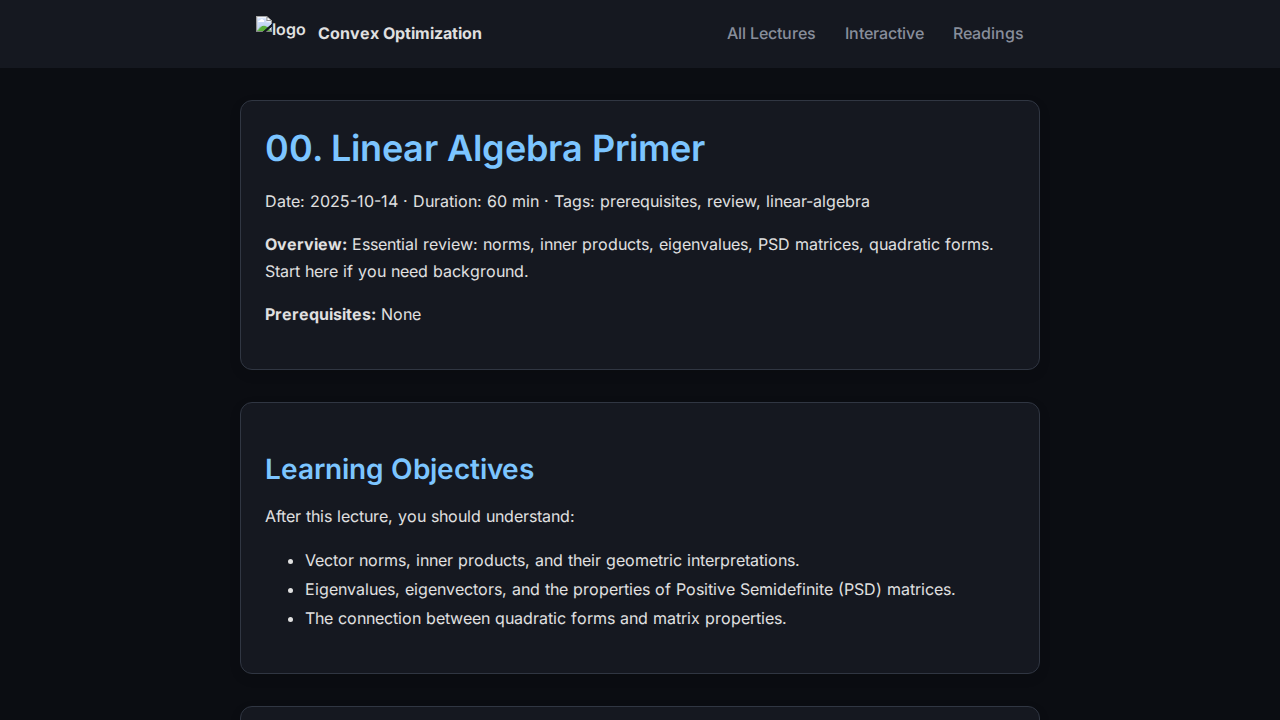 logo Convex Optimization All Lectures Interactive Readings
00. Linear Algebra Primer
Date: 2025-10-14 · Duration: 60 min · Tags: prerequisites, review, linear-algebra
Overview: Essential review: norms, inner products, eigenvalues, PSD matrices, quadratic forms.
Start here if you need background.
Prerequisites: None
Learning Objectives
After this lecture, you should understand:
• Vector norms, inner products, and their geometric interpretations.
• Eigenvalues, eigenvectors, and the properties of Positive Semidefinite (PSD) matrices.
• The connection between quadratic forms and matrix properties.